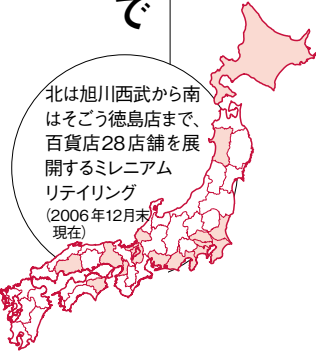 で
北は旭川西武から南
はそごう徳島店まで、
百貨店28店舗を展
開するミレニアム
リテイリング
(2006年12月末
現在)